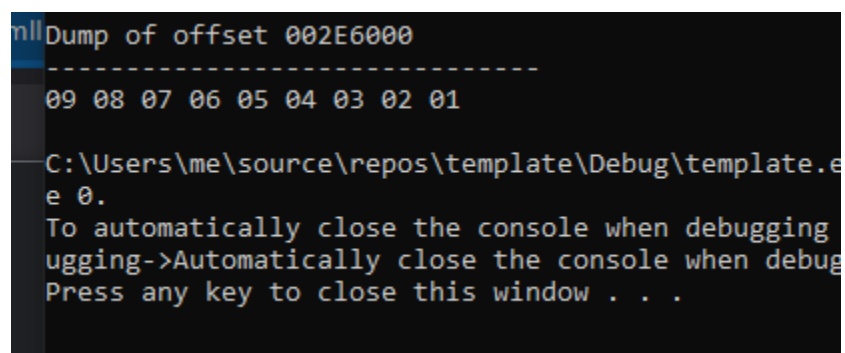 mll
Dump of offset 002E6000
-------------------------------
09 08 07 06 05 04 03 02 01
C:\Users\me\source\repos\template\Debug\template.e
e 0.
To automatically close the console when debugging
ugging->Automatically close the console when debug
Press any key to close this window . . .